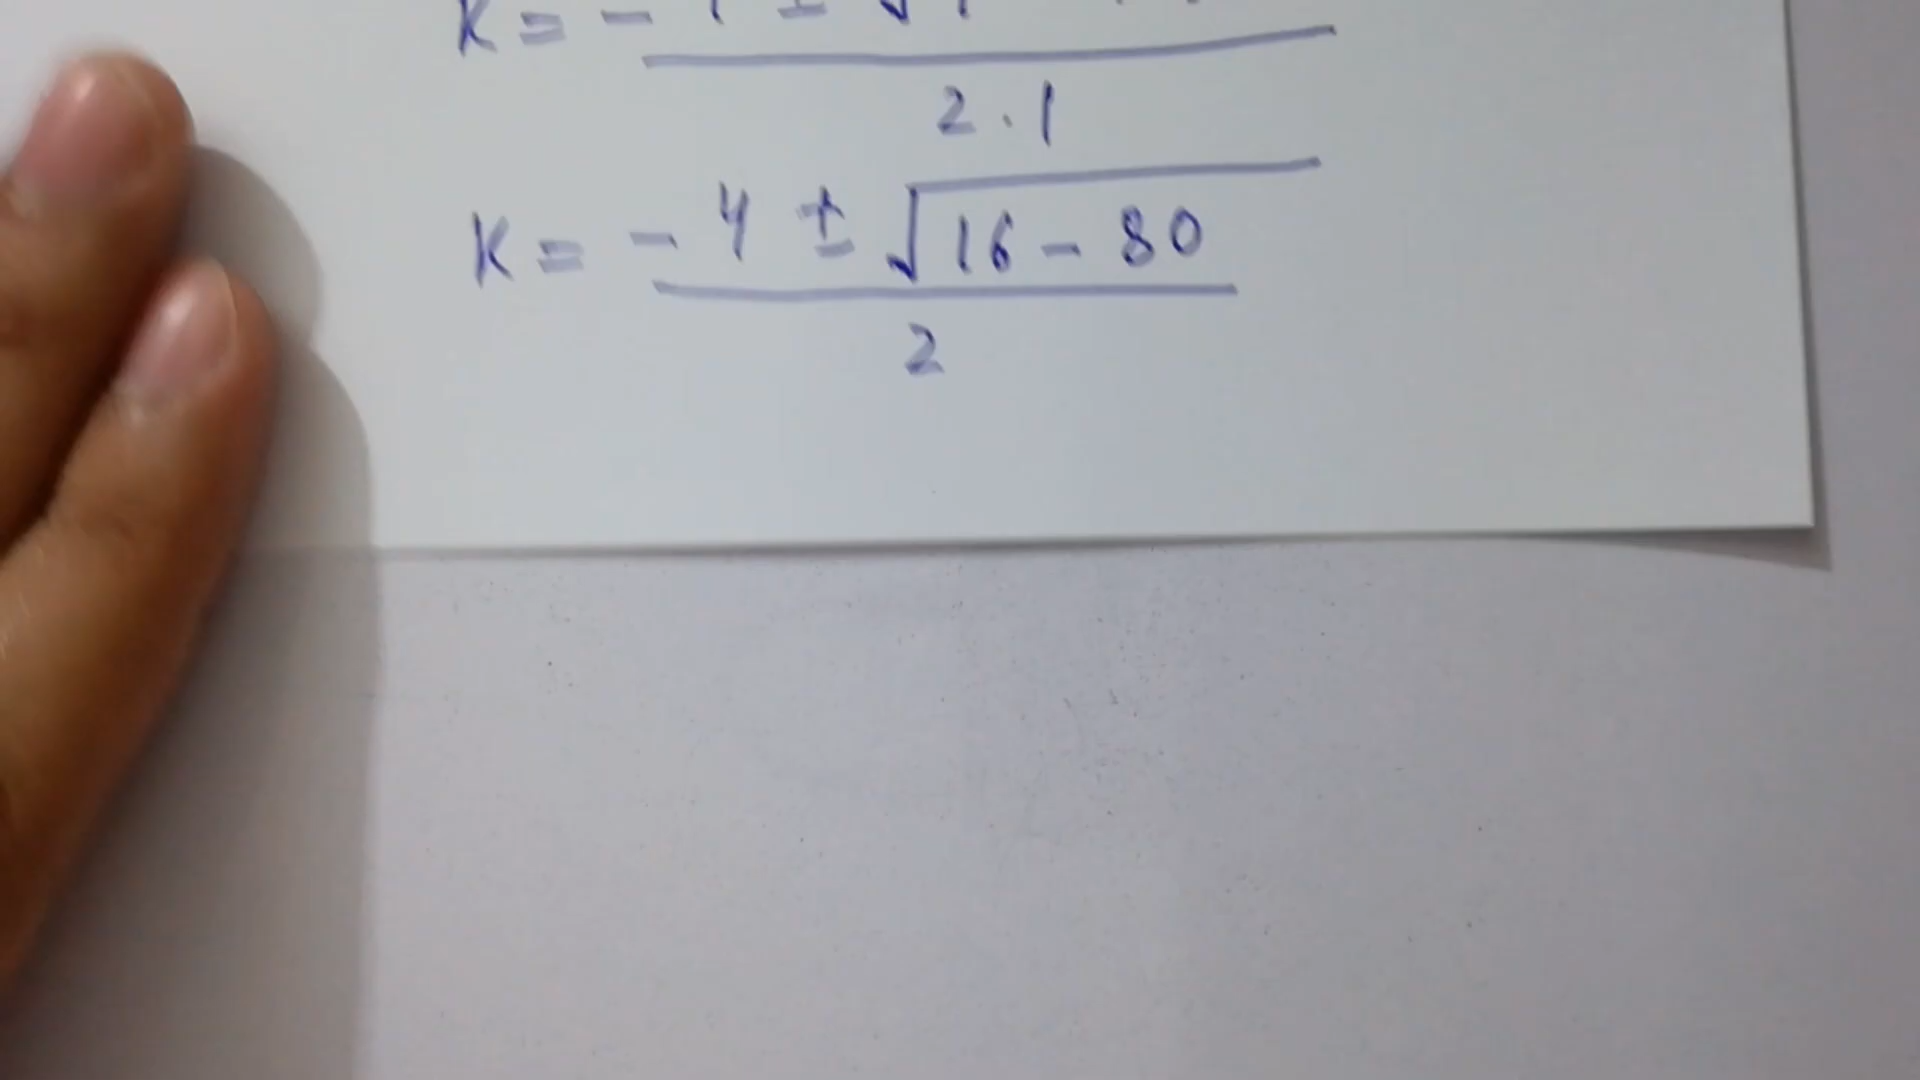 K = -
2 . 1
K = - 4 ± √16 - 80
2